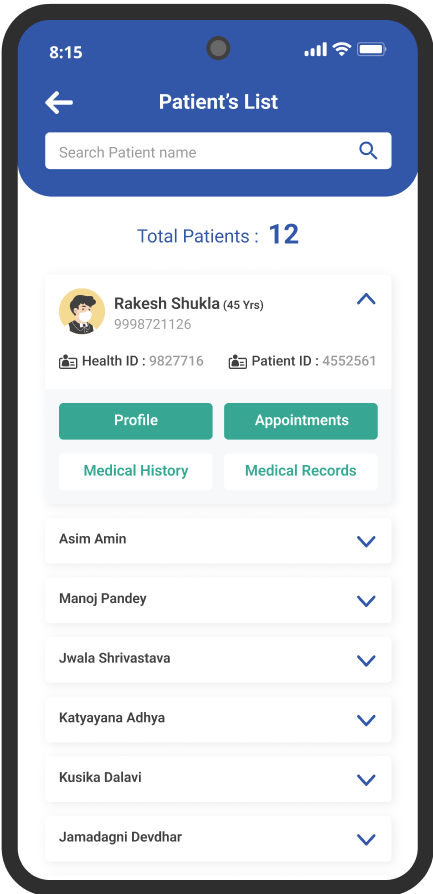 8:15
Patient's List
Search Patient name
Total Patients : 12
Rakesh Shukla (45 Yrs)
9998721126
Health ID : 9827716 Patient ID : 4552561
Profile Appointments
Medical History Medical Records
Asim Amin
Manoj Pandey
Jwala Shrivastava
Katyayana Adhya
Kusika Dalavi
Jamadagni Devdhar